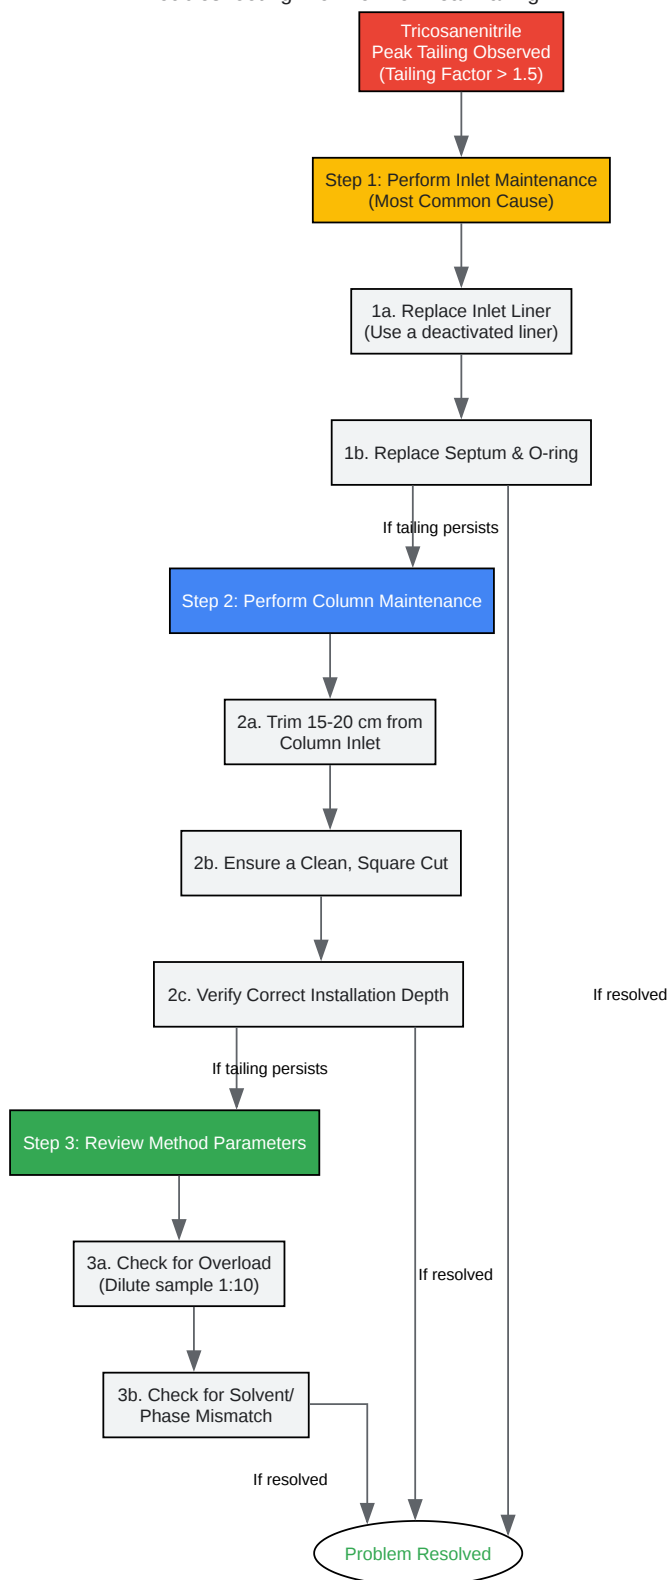 Tricosanenitrile
Peak Tailing Observed
(Tailing Factor > 1.5)
Step 1: Perform Inlet Maintenance
(Most Common Cause)
1a. Replace Inlet Liner
(Use a deactivated liner)
1b. Replace Septum & O-ring
If tailing persists
Step 2: Perform Column Maintenance
2a. Trim 15-20 cm from
Column Inlet
2b. Ensure a Clean, Square Cut
2c. Verify Correct Installation Depth
If resolved
If tailing persists
Step 3: Review Method Parameters
3a. Check for Overload
(Dilute sample 1:10)
If resolved
3b. Check for Solvent/
Phase Mismatch
If resolved
Problem Resolved